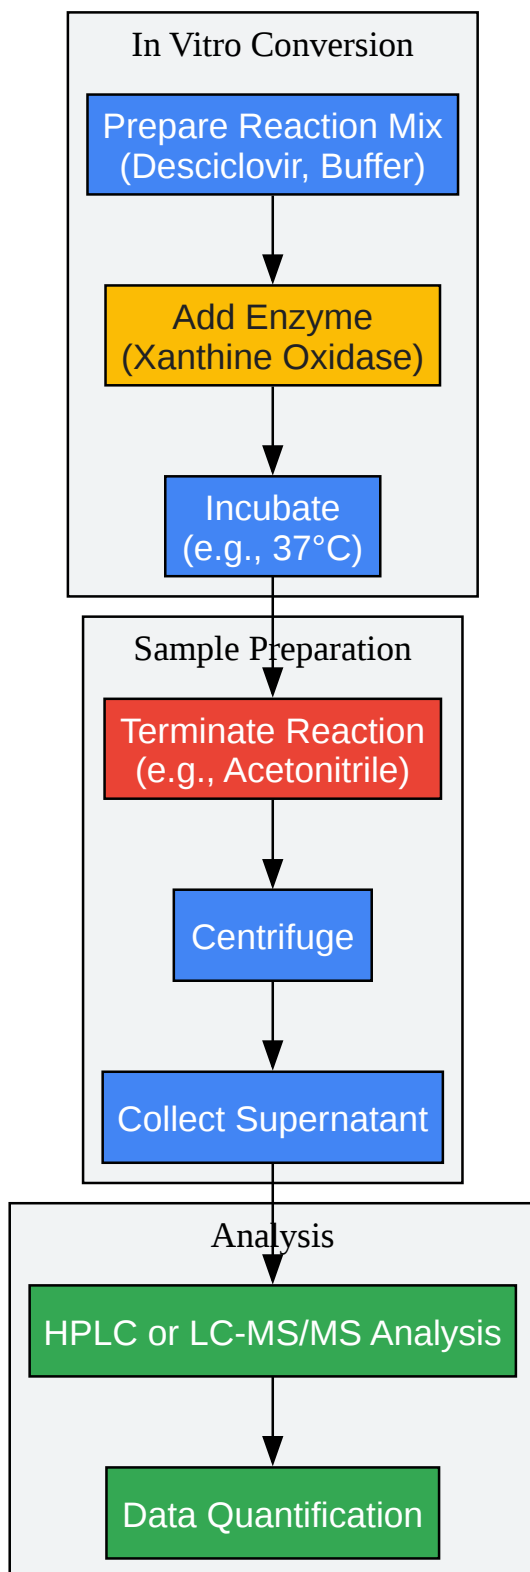 In Vitro Conversion
Prepare Reaction Mix
(Desciclovir, Buffer)
Add Enzyme
(Xanthine Oxidase)
Incubate
(e.g., 37°C)
Sample Preparation
Terminate Reaction
(e.g., Acetonitrile)
Centrifuge
Collect Supernatant
Analysis
HPLC or LC-MS/MS Analysis
Data Quantification